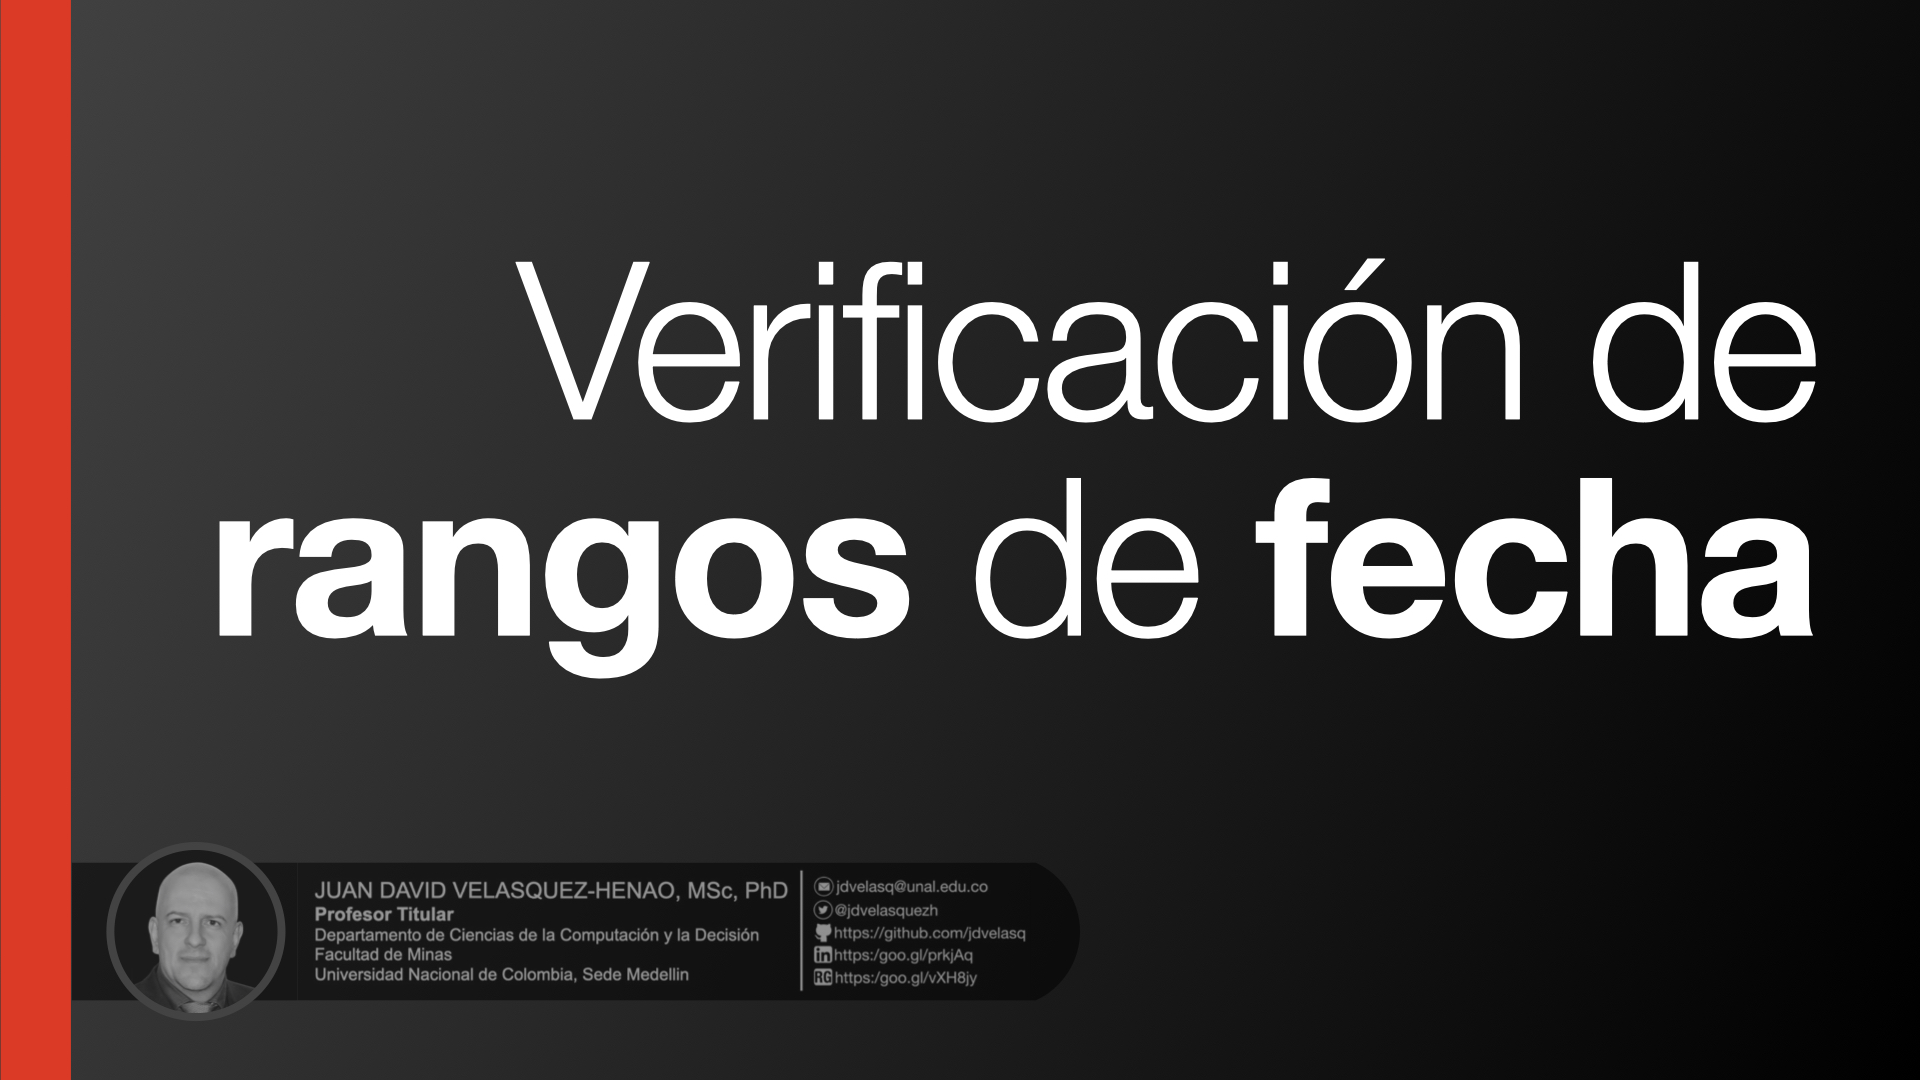 Verificación de
rangos de fecha
JUAN DAVID VELASQUEZ-HENAO, MSc, PhD
Profesor Titular
Departamento de Ciencias de la Computación y la Decisión
Facultad de Minas
Universidad Nacional de Colombia, Sede Medellin
jdvelasq@unal.edu.co
@jdvelasquezh
https://github.com/jdvelasq
in https:/goo.gl/prkjAq
RG https:/goo.gl/vXH8jy